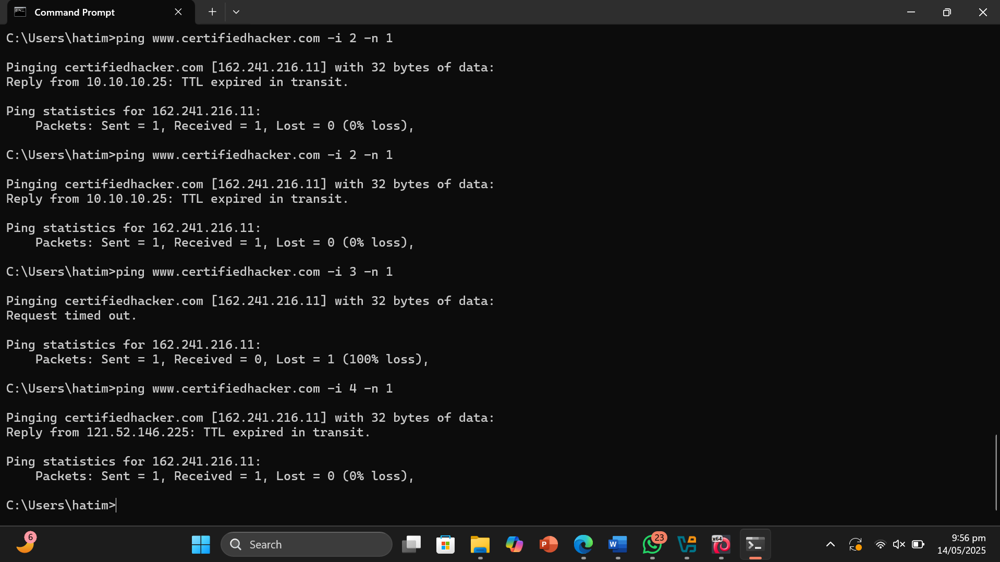 Command Prompt
C:\Users\hatim>ping www.certifiedhacker.com -i 2 -n 1
Pinging certifiedhacker.com [162.241.216.11] with 32 bytes of data:
Reply from 10.10.10.25: TTL expired in transit.
Ping statistics for 162.241.216.11:
    Packets: Sent = 1, Received = 1, Lost = 0 (0% loss),
C:\Users\hatim>ping www.certifiedhacker.com -i 2 -n 1
Pinging certifiedhacker.com [162.241.216.11] with 32 bytes of data:
Reply from 10.10.10.25: TTL expired in transit.
Ping statistics for 162.241.216.11:
    Packets: Sent = 1, Received = 1, Lost = 0 (0% loss),
C:\Users\hatim>ping www.certifiedhacker.com -i 3 -n 1
Pinging certifiedhacker.com [162.241.216.11] with 32 bytes of data:
Request timed out.
Ping statistics for 162.241.216.11:
    Packets: Sent = 1, Received = 0, Lost = 1 (100% loss),
C:\Users\hatim>ping www.certifiedhacker.com -i 4 -n 1
Pinging certifiedhacker.com [162.241.216.11] with 32 bytes of data:
Reply from 121.52.146.225: TTL expired in transit.
Ping statistics for 162.241.216.11:
    Packets: Sent = 1, Received = 1, Lost = 0 (0% loss),
C:\Users\hatim>
6
Search
P
W
23
x64
9:56 pm
14/05/2025